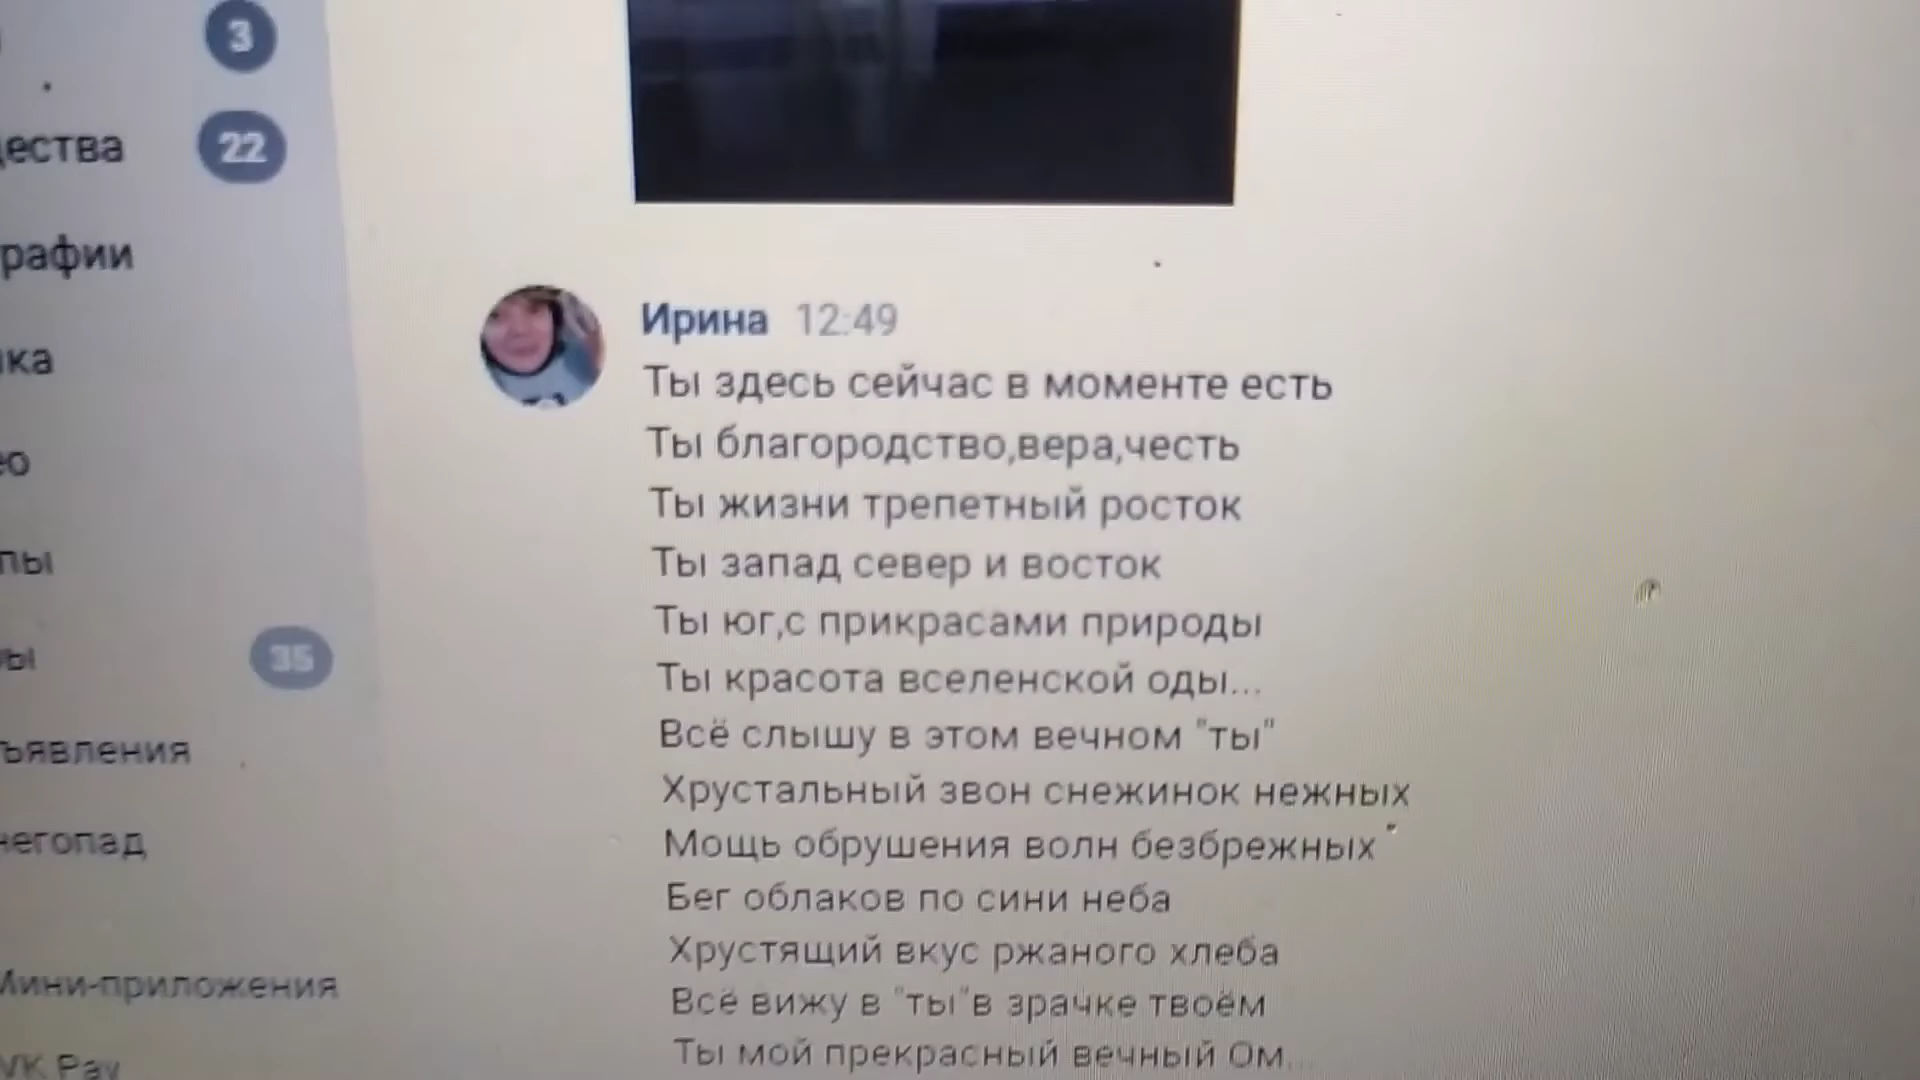 3
ества
22
рафии
ка
ео
пы
ы
35
ъявления
негопад
Мини-приложения
VK Pay
Ирина 12:49
Ты здесь сейчас в моменте есть
Ты благородство,вера,честь
Ты жизни трепетный росток
Ты запад север и восток
Ты юг,с прикрасами природы
Ты красота вселенской оды...
Всё слышу в этом вечном "ты"
Хрустальный звон снежинок нежных
Мощь обрушения волн безбрежных
Бег облаков по сини неба
Хрустящий вкус ржаного хлеба
Всё вижу в "ты"в зрачке твоём
Ты мой прекрасный вечный Ом...